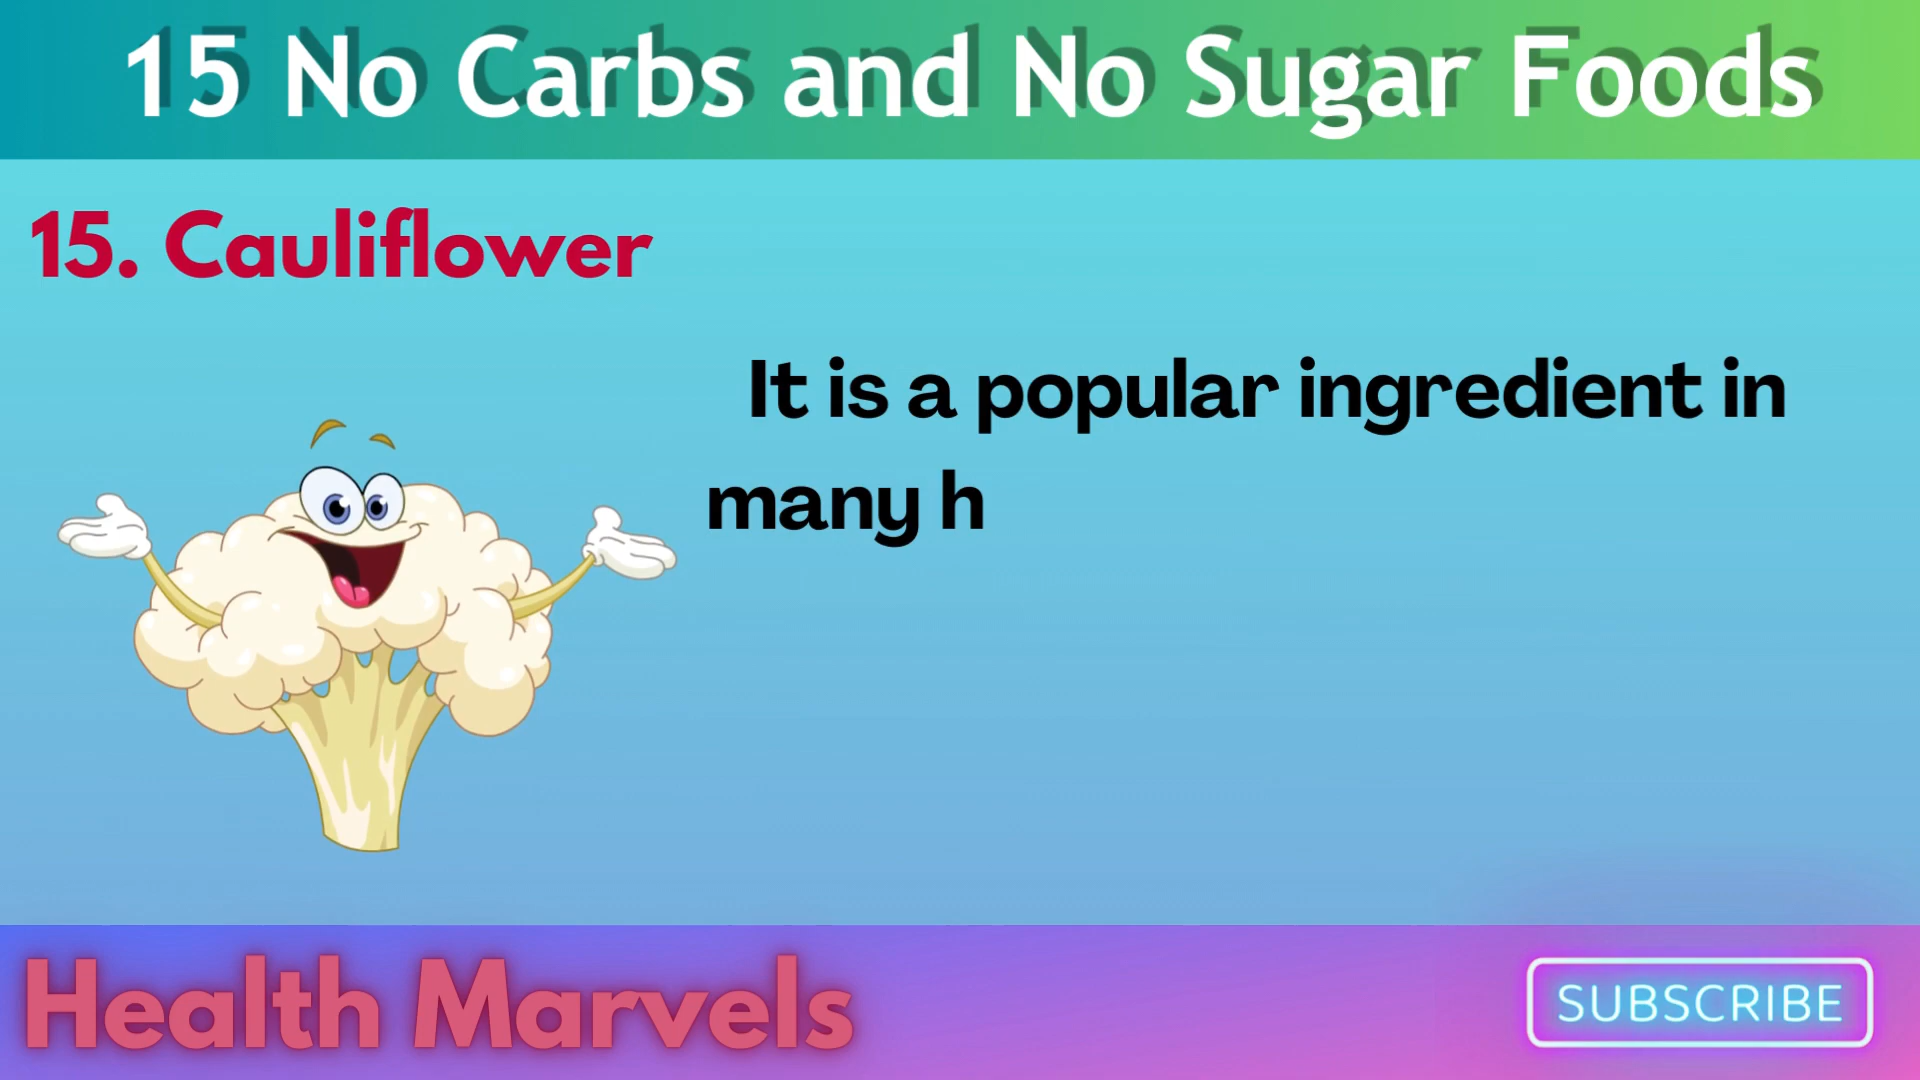 15 No Carbs and No Sugar Foods
15. Cauliflower
It is a popular ingredient in
many h
Health Marvels
SUBSCRIBE